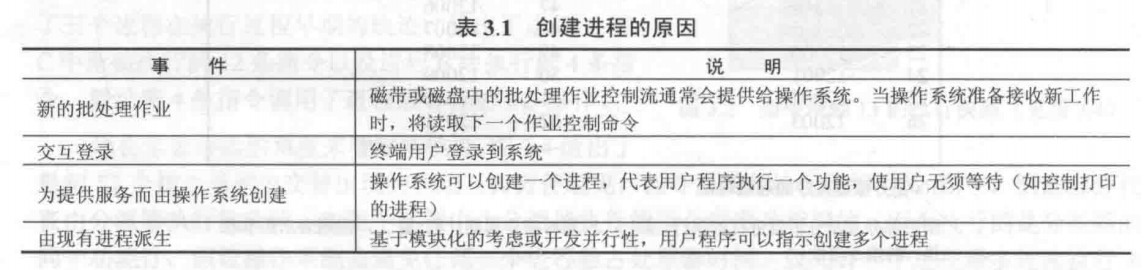 表 3.1 创建进程的原因
事 件 说 明
新的批处理作业 磁带或磁盘中的批处理作业控制流通常会提供给操作系统。当操作系统准备接收新工作
时，将读取下一个作业控制命令
交互登录 终端用户登录到系统
为提供服务而由操作系统创建 操作系统可以创建一个进程，代表用户程序执行一个功能，使用户无须等待（如控制打印
的进程）
由现有进程派生 基于模块化的考虑或开发并行性，用户程序可以指示创建多个进程